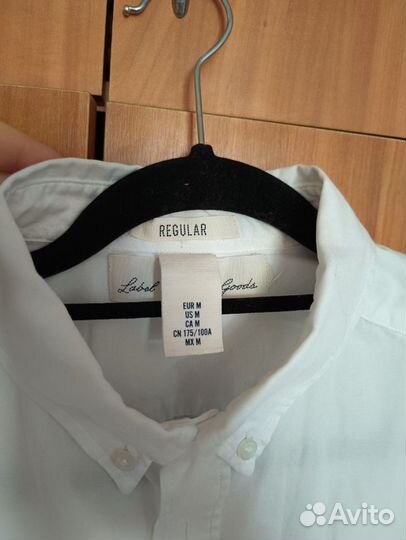 REGULAR
Label Goods
EUR M
US M
CA M
CN 175/100A
MX M
Avito